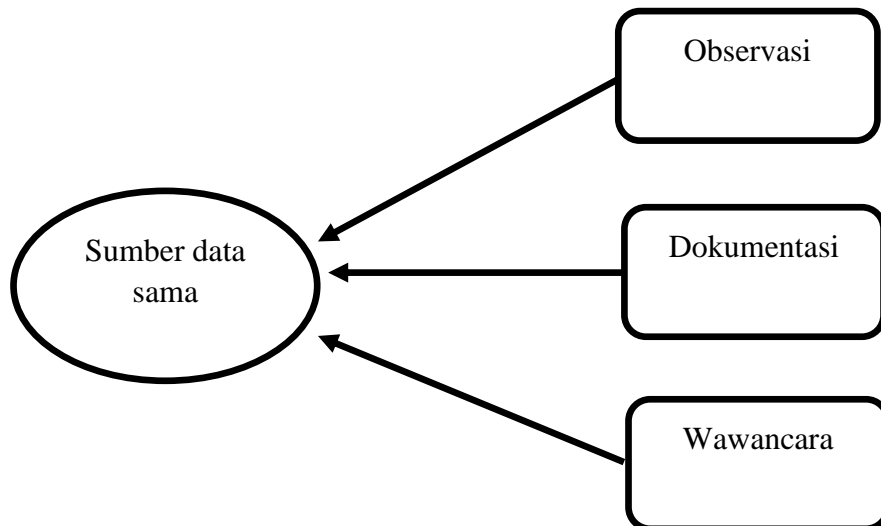 Observasi
Sumber data
sama
Dokumentasi
Wawancara